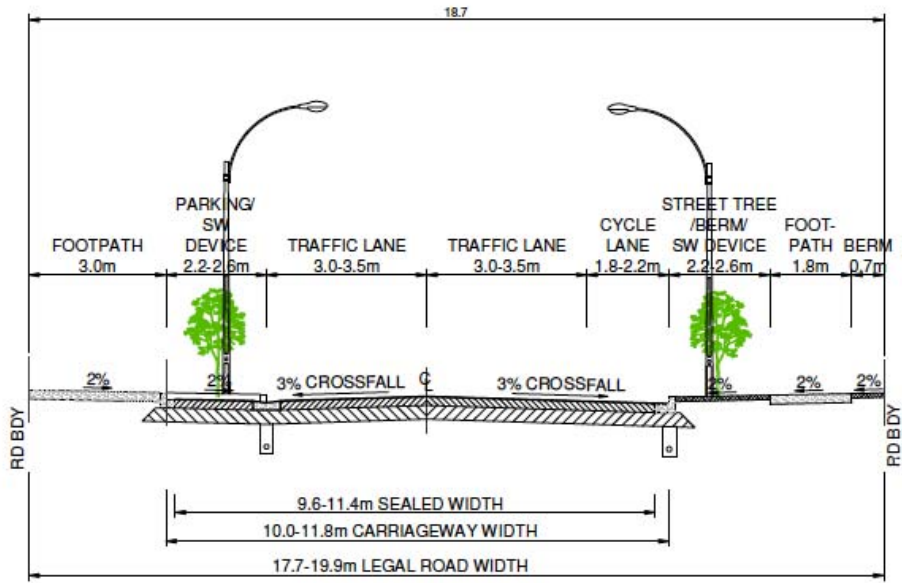 18.7
FOOTPATH
3.0m
PARKING/
SW
DEVICE
2.2-2.6m
TRAFFIC LANE
3.0-3.5m
TRAFFIC LANE
3.0-3.5m
CYCLE
LANE
1.8-2.2m
STREET TREE
/BERM/
SW DEVICE
2.2-2.6m
FOOT-
PATH
1.8m
BERM
0.7m
2%
2%
3% CROSSFALL
℄
3% CROSSFALL
2%
2%
2%
RD BDY
RD BDY
9.6-11.4m SEALED WIDTH
10.0-11.8m CARRIAGEWAY WIDTH
17.7-19.9m LEGAL ROAD WIDTH